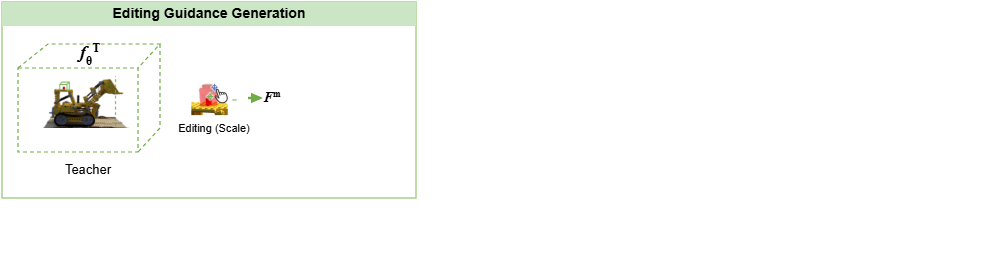 Editing Guidance Generation
f_θ^T
F^m
Editing (Scale)
Teacher